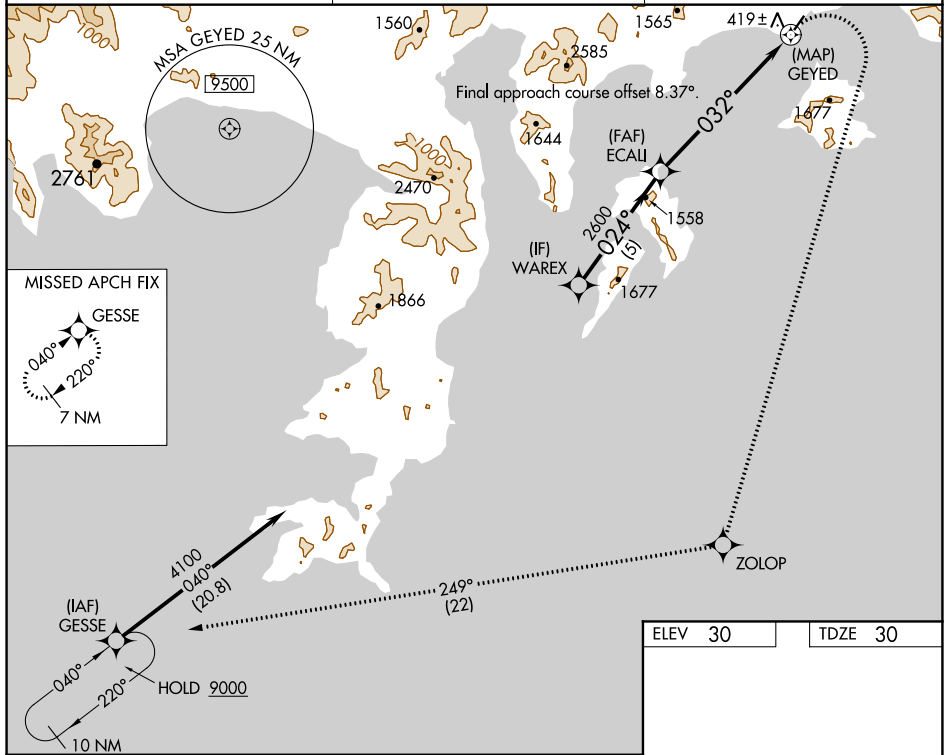 1000
1560
1565
419±
MSA GEYED 25 NM
9500
2585
(MAP)
GEYED
Final approach course offset 8.37°.
032°
1677
1644
(FAF)
ECALI
1000
2761
2470
2600
024°
(5)
1558
(IF)
WAREX
1677
MISSED APCH FIX
GESSE
040°
220°
7 NM
1866
4100
040°
(20.8)
ZOLOP
249°
(22)
(IAF)
GESSE
040°
220°
HOLD 9000
10 NM
ELEV 30
TDZE 30